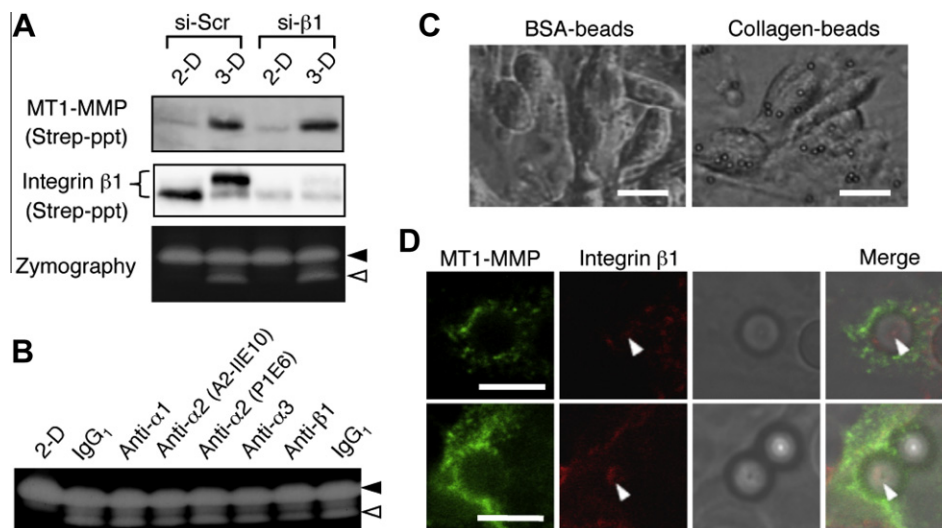 A
si-Scr si-β1
2-D 3-D 2-D 3-D
MT1-MMP
(Strep-ppt)
Integrin β1
(Strep-ppt)
Zymography
B
2-D IgG1 Anti-α1 Anti-α2 (A2-IIE10) Anti-α2 (P1E6) Anti-α3 Anti-β1 IgG1
C
BSA-beads Collagen-beads
D
MT1-MMP Integrin β1 Merge